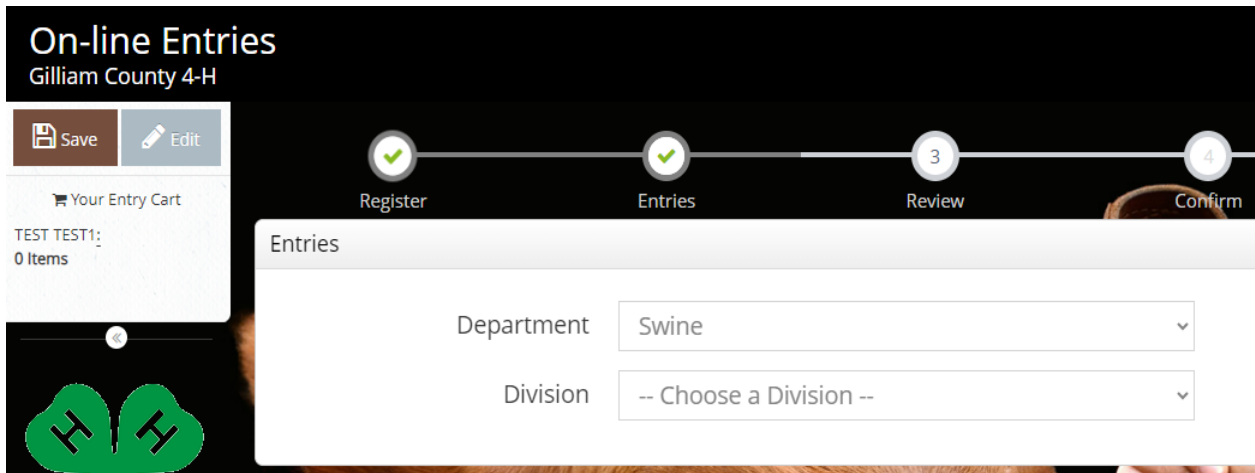 On-line Entries
Gilliam County 4-H
Save
Edit
Your Entry Cart
TEST TEST1:
0 Items
Register
Entries
3
Review
4
Confirm
Entries
Department
Swine
Division
-- Choose a Division --
H H